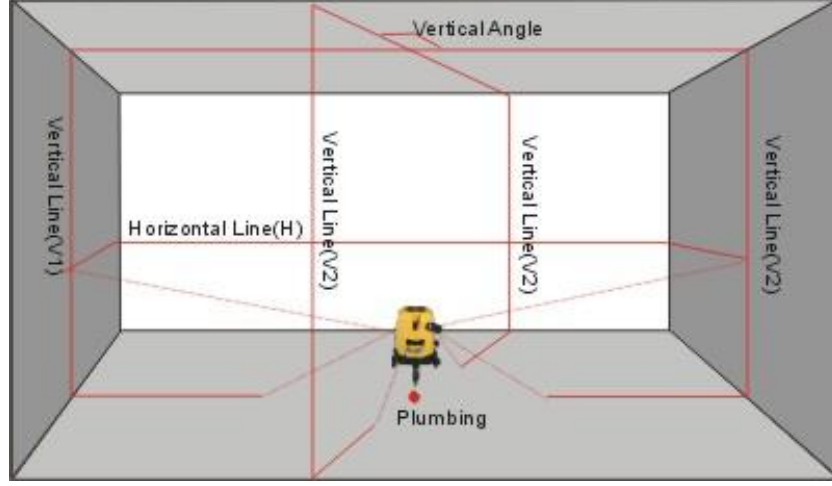 Vertical Angle
Vertical Line(V1)
Horizontal Line(H)
Vertical Line(V2)
Vertical Line(V2)
Vertical Line(V2)
Plumbing